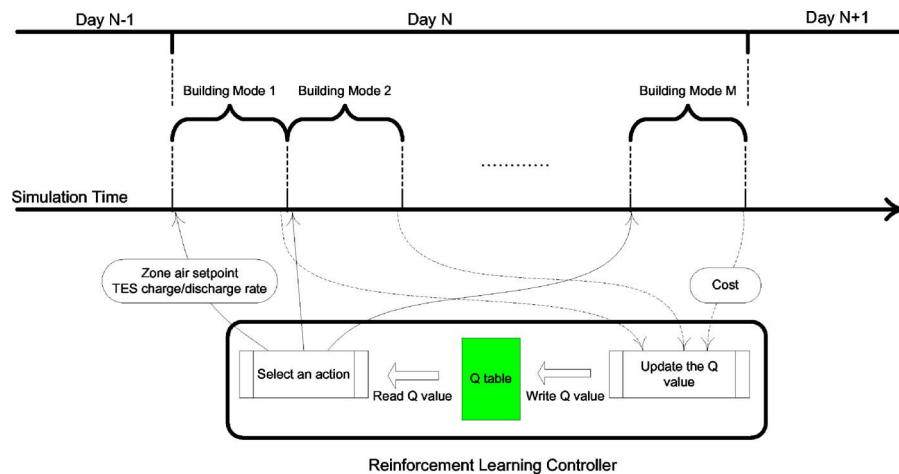 Day N-1
Day N
Day N+1
Building Mode 1
Building Mode 2
Building Mode M
............
Simulation Time
Zone air setpoint
TES charge/discharge rate
Cost
Select an action
Read Q value
Q table
Write Q value
Update the Q
value
Reinforcement Learning Controller